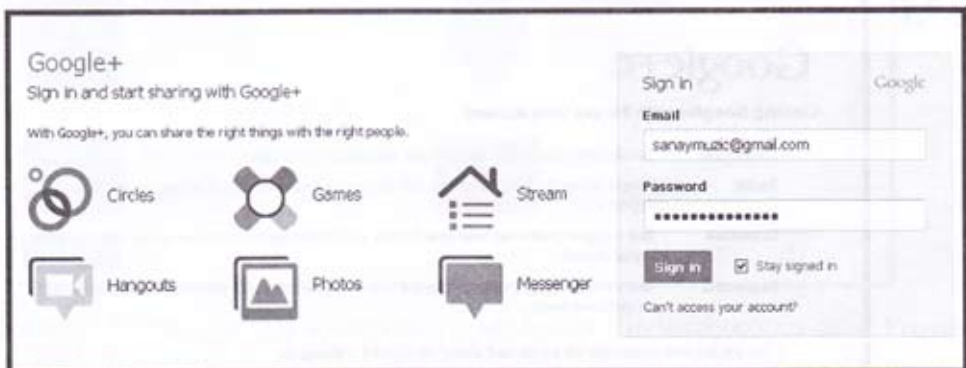 Google+
Sign in and start sharing with Google+
With Google+, you can share the right things with the right people.
Circles
Games
Stream
Hangouts
Photos
Messenger
Sign in
Google
Email
sanaymuzic@gmail.com
Password
••••••••••••••
Sign in
Stay signed in
Can't access your account?